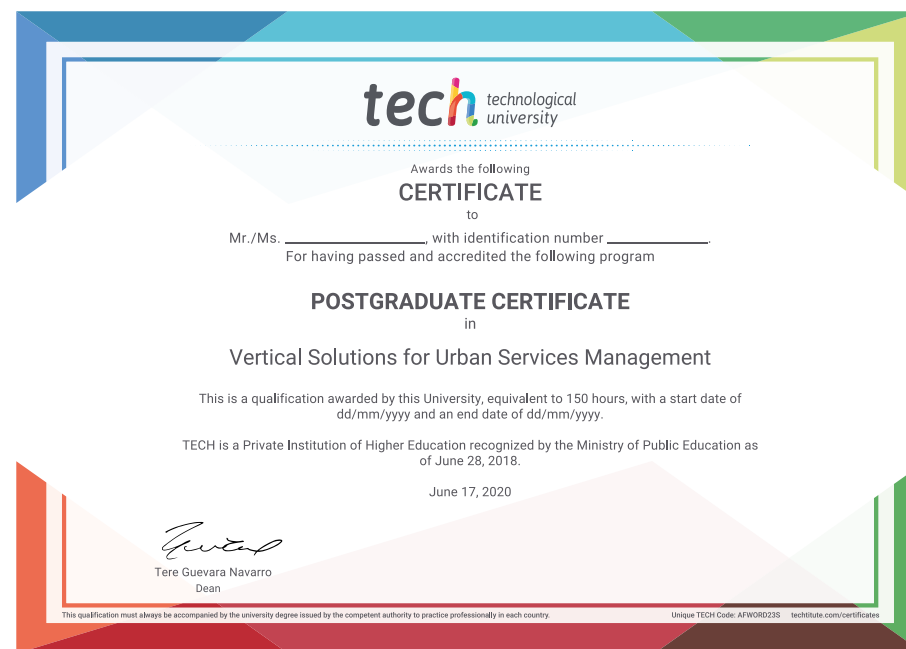 tech technological
university
Awards the following
CERTIFICATE
to
Mr./Ms. ____________________, with identification number ______________.
For having passed and accredited the following program
POSTGRADUATE CERTIFICATE
in
Vertical Solutions for Urban Services Management
This is a qualification awarded by this University, equivalent to 150 hours, with a start date of
dd/mm/yyyy and an end date of dd/mm/yyyy.
TECH is a Private Institution of Higher Education recognized by the Ministry of Public Education as
of June 28, 2018.
June 17, 2020
Tere Guevara Navarro
Dean
This qualification must always be accompanied by the university degree issued by the competent authority to practice professionally in each country.
Unique TECH Code: AFWORD23S techtitute.com/certificates